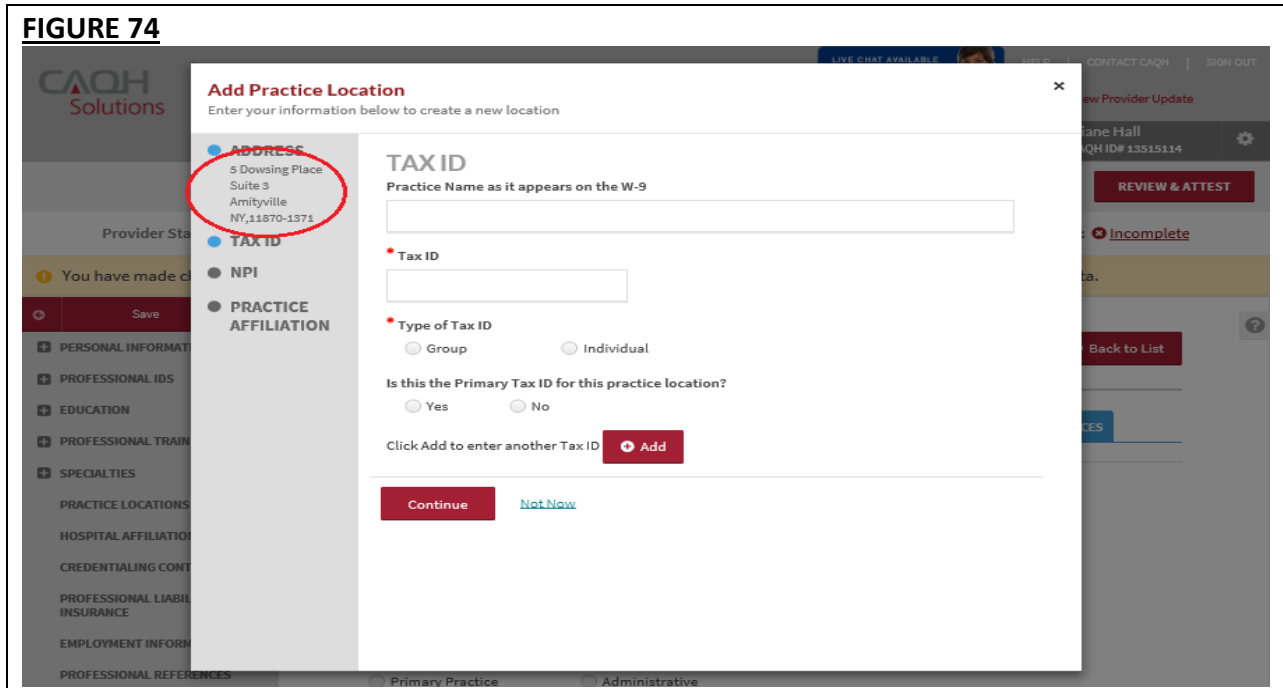 FIGURE 74
CAQH
Solutions
LIVE CHAT AVAILABLE
HELP | CONTACT CAQH | SIGN OUT
ew Provider Update
iane Hall
AQH ID# 13515114
REVIEW & ATTEST
Provider Sta
: Incomplete
You have made cl
ta.
Save
Back to List
PERSONAL INFORMATI
PROFESSIONAL IDS
EDUCATION
PROFESSIONAL TRAIN
SPECIALTIES
PRACTICE LOCATIONS
HOSPITAL AFFILIATIO
CREDENTIALING CONT
PROFESSIONAL LIABIL
INSURANCE
EMPLOYMENT INFORM
PROFESSIONAL REFERENCES
CES
Add Practice Location
Enter your information below to create a new location
×
ADDRESS
5 Dowsing Place
Suite 3
Amityville
NY,11870-1371
TAX ID
NPI
PRACTICE
AFFILIATION
TAX ID
Practice Name as it appears on the W-9
* Tax ID
* Type of Tax ID
Group Individual
Is this the Primary Tax ID for this practice location?
Yes No
Click Add to enter another Tax ID Add
Continue Not Now
Primary Practice Administrative